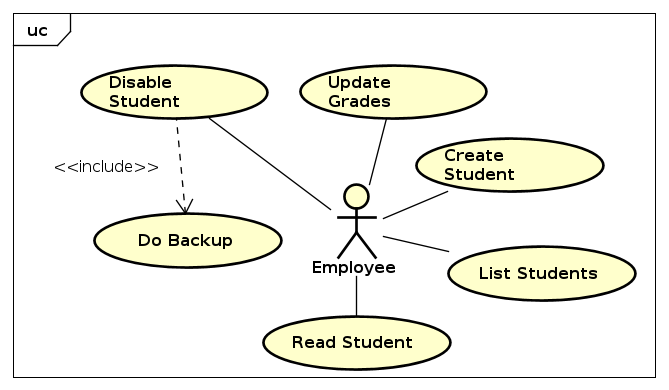 uc
Disable
Student
Update
Grades
Create
Student
<<include>>
Do Backup
Employee
List Students
Read Student